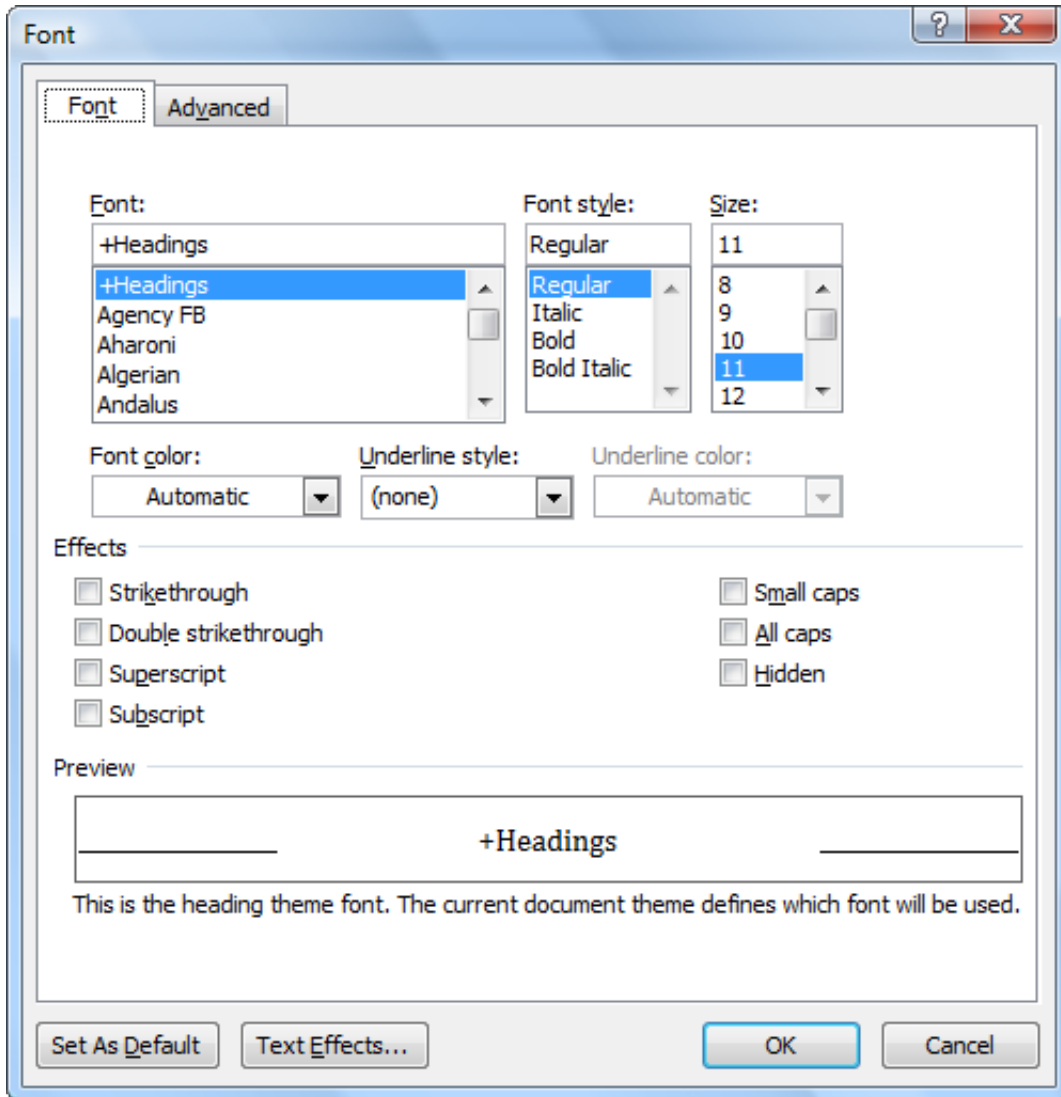 Font
Font Advanced
Font: Font style: Size:
+Headings Regular 11
+Headings Regular 8
Agency FB Italic 9
Aharoni Bold 10
Algerian Bold Italic 11
Andalus 12
Font color: Underline style: Underline color:
Automatic (none) Automatic
Effects
Strikethrough Small caps
Double strikethrough All caps
Superscript Hidden
Subscript
Preview
+Headings
This is the heading theme font. The current document theme defines which font will be used.
Set As Default Text Effects... OK Cancel